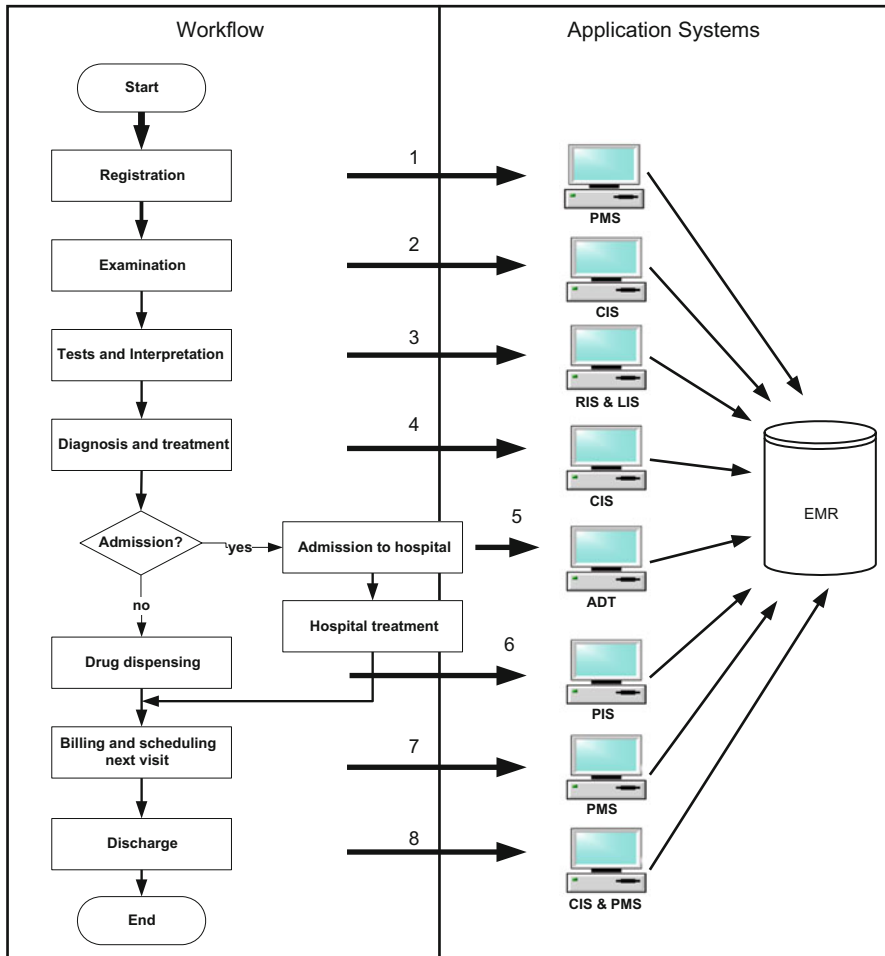 Workflow
Application Systems
Start
Registration
1
PMS
Examination
2
CIS
Tests and Interpretation
3
RIS & LIS
Diagnosis and treatment
4
CIS
Admission?
yes
Admission to hospital
5
ADT
no
Hospital treatment
Drug dispensing
6
PIS
Billing and scheduling
next visit
7
PMS
Discharge
8
CIS & PMS
End
EMR